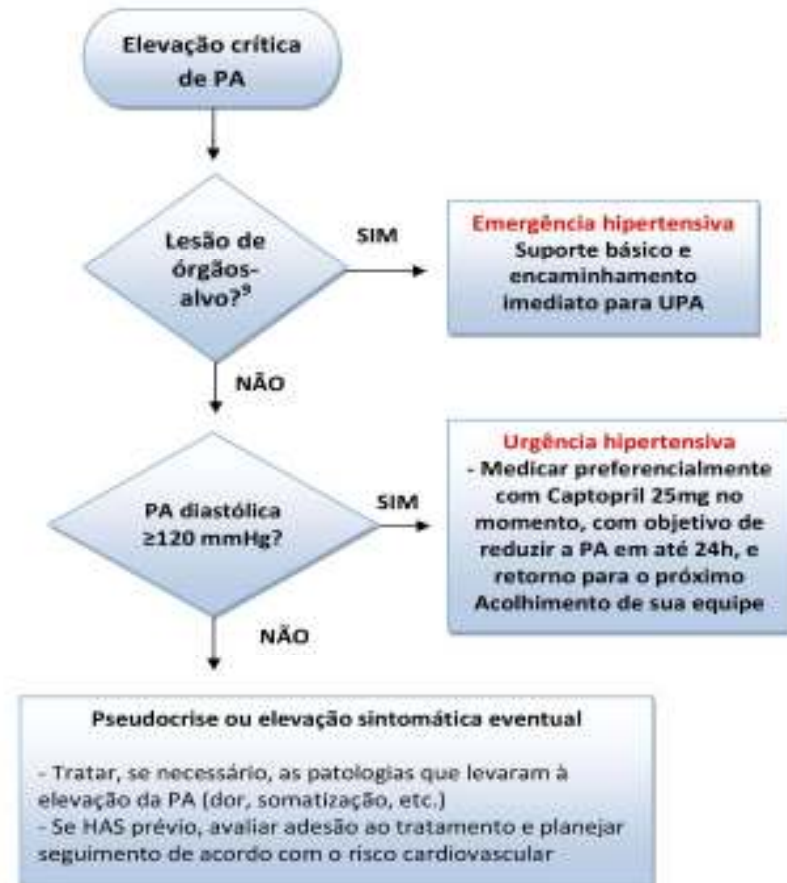 Elevação crítica
de PA
Lesão de
órgãos-
alvo?⁹
SIM
Emergência hipertensiva
Suporte básico e
encaminhamento
imediato para UPA
NÃO
PA diastólica
≥120 mmHg?
SIM
Urgência hipertensiva
- Medicar preferencialmente
com Captopril 25mg no
momento, com objetivo de
reduzir a PA em até 24h, e
retorno para o próximo
Acolhimento de sua equipe
NÃO
Pseudocrise ou elevação sintomática eventual
- Tratar, se necessário, as patologias que levaram à
elevação da PA (dor, somatização, etc.)
- Se HAS prévio, avaliar adesão ao tratamento e planejar
seguimento de acordo com o risco cardiovascular